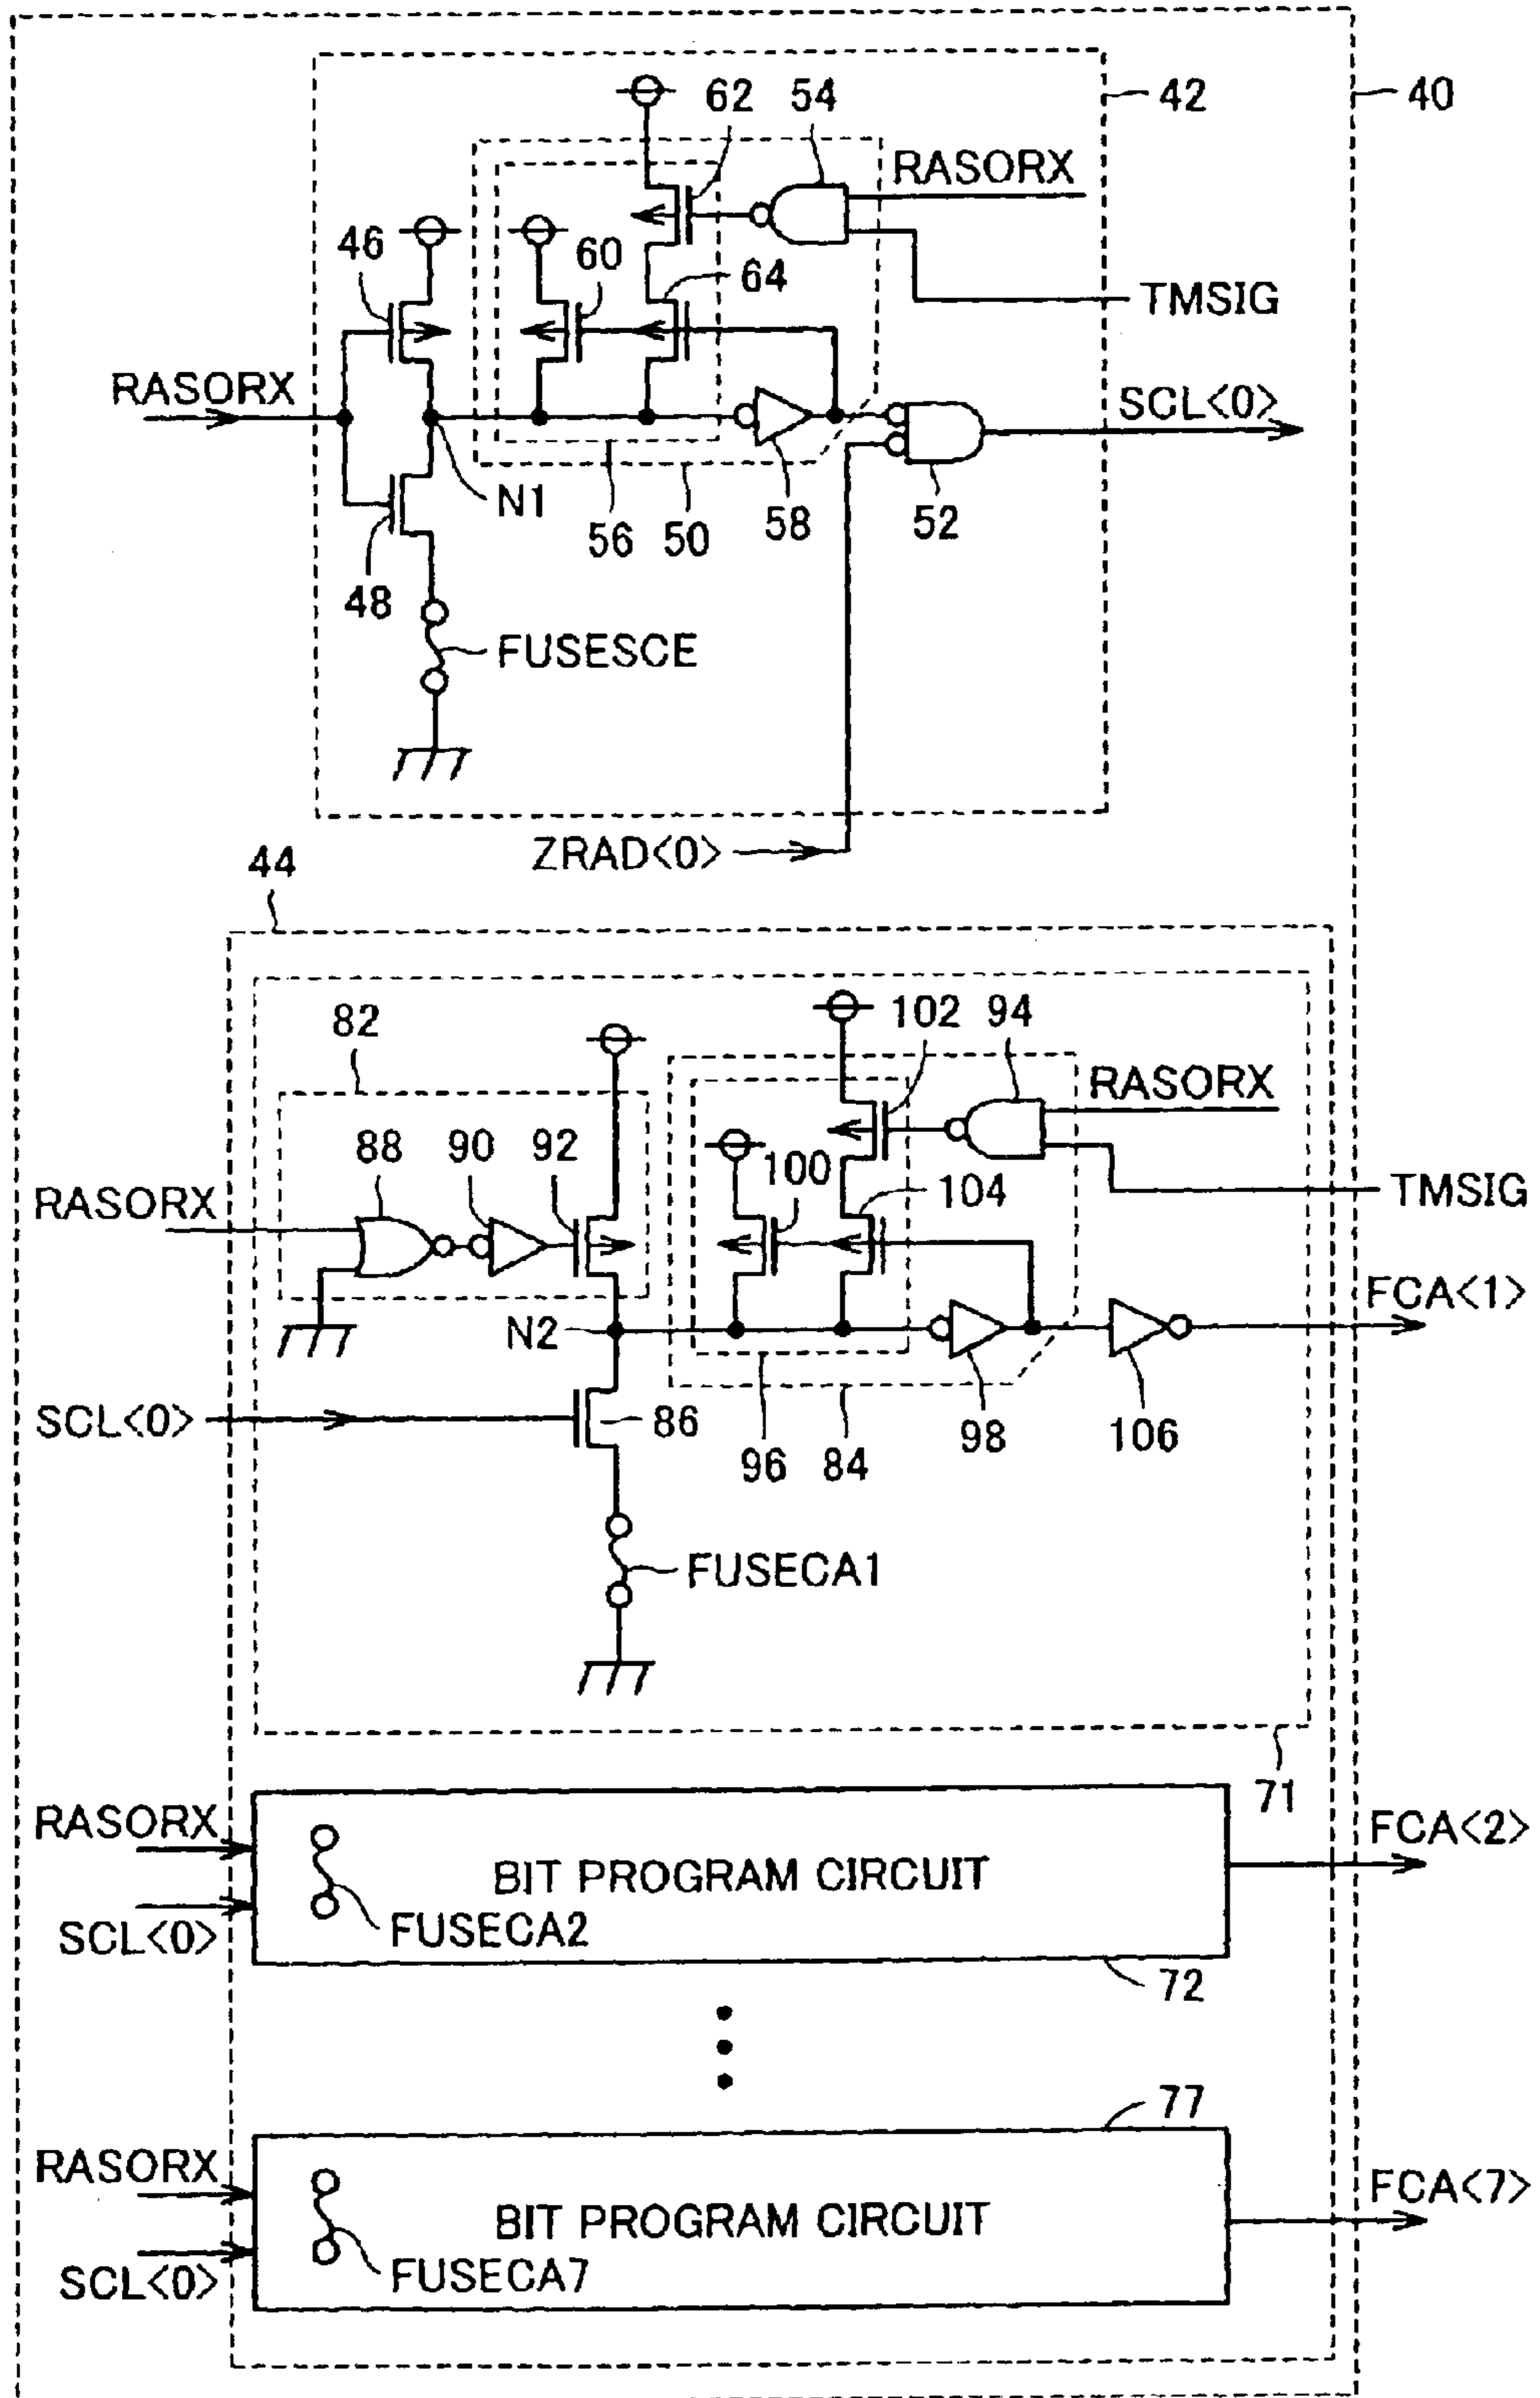 62 54
42
40
RASORX
46
60
64
TMSIG
RASORX
SCL<0>
N1
56
50
58
52
48
FUSESCE
ZRAD<0>
44
82
102 94
RASORX
88 90 92
100
104
RASORX
TMSIG
FCA<1>
N2
SCL<0>
86
96
84
98
106
FUSECA1
71
RASORX
FCA<2>
BIT PROGRAM CIRCUIT
SCL<0>
FUSECA2
72
77
RASORX
FCA<7>
BIT PROGRAM CIRCUIT
SCL<0>
FUSECA7